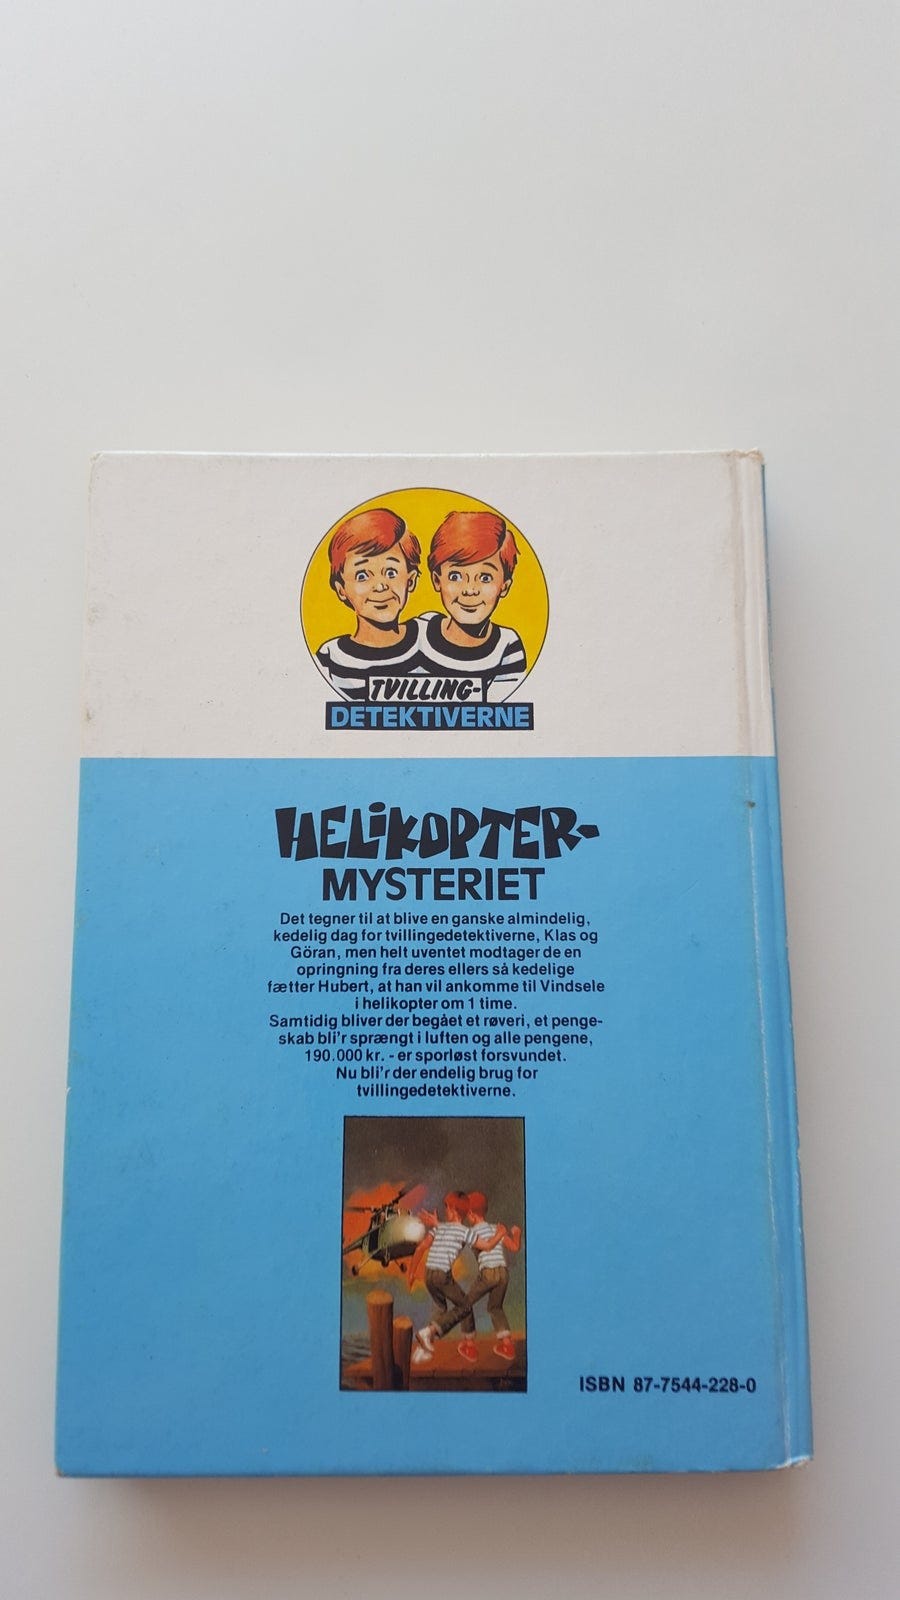 TVILLING-
DETEKTIVERNE
HELIKOPTER-
MYSTERIET
Det tegner til at blive en ganske almindelig,
kedelig dag for tvillingedetektiverne, Klas og
Göran, men helt uventet modtager de en
opringning fra deres ellers så kedelige
fætter Hubert, at han vil ankomme til Vindsele
i helikopter om 1 time.
Samtidig bliver der begået et røveri, et penge-
skab bli'r sprængt i luften og alle pengene,
190.000 kr. - er sporløst forsvundet.
Nu bli'r der endelig brug for
tvillingedetektiverne.
ISBN 87-7544-228-0